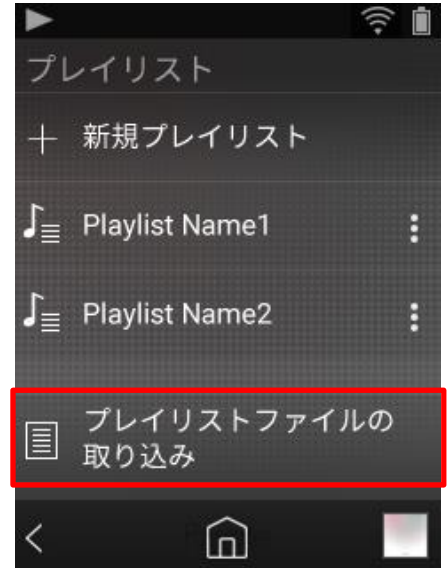 プレイリスト
新規プレイリスト
Playlist Name1
Playlist Name2
プレイリストファイルの
取り込み